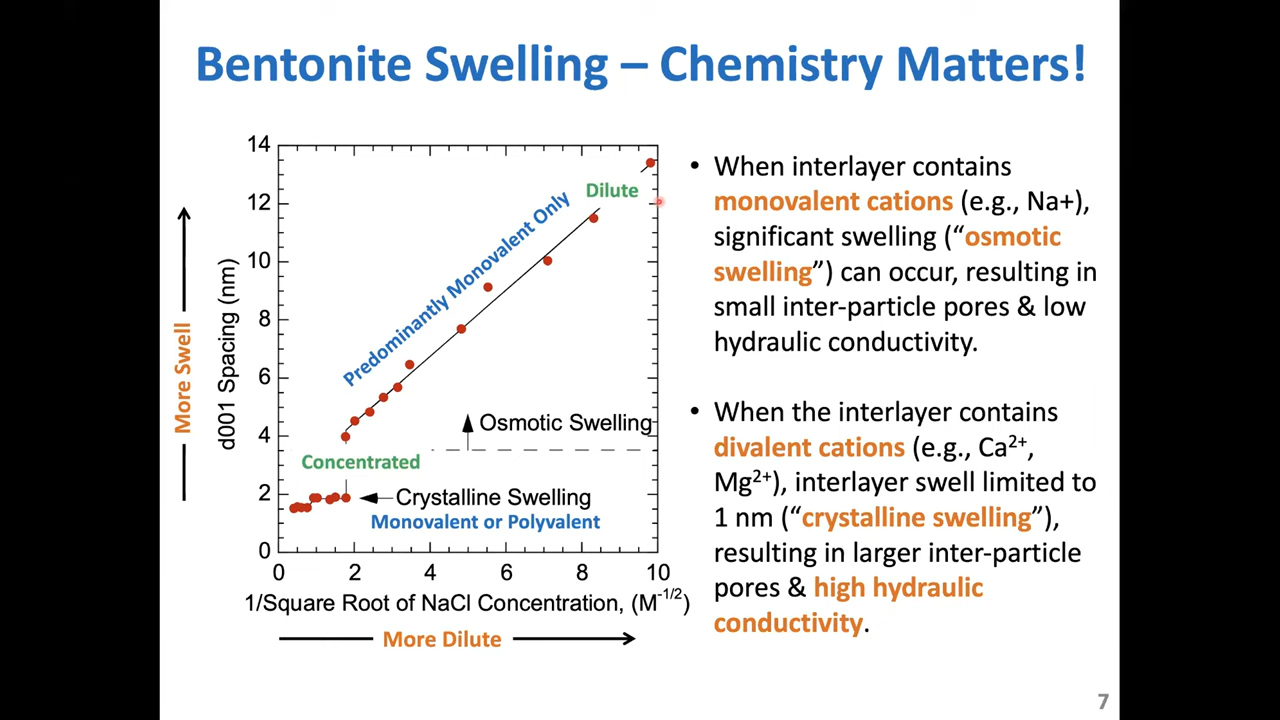 Bentonite Swelling – Chemistry Matters!
14
12
10
8
6
4
2
0
0 2 4 6 8 10
d001 Spacing (nm)
More Swell
Dilute
Predominantly Monovalent Only
Osmotic Swelling
Concentrated
Crystalline Swelling
Monovalent or Polyvalent
1/Square Root of NaCl Concentration, (M⁻¹/²)
More Dilute
• When interlayer contains
monovalent cations (e.g., Na+),
significant swelling (“osmotic
swelling”) can occur, resulting in
small inter-particle pores & low
hydraulic conductivity.
• When the interlayer contains
divalent cations (e.g., Ca²⁺,
Mg²⁺), interlayer swell limited to
1 nm (“crystalline swelling”),
resulting in larger inter-particle
pores & high hydraulic
conductivity.
7